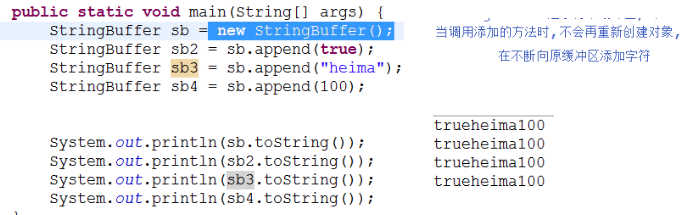 public static void main(String[] args) {
StringBuffer sb = new StringBuffer();
StringBuffer sb2 = sb.append(true);
StringBuffer sb3 = sb.append("heima");
StringBuffer sb4 = sb.append(100);
System.out.println(sb.toString());
System.out.println(sb2.toString());
System.out.println(sb3.toString());
System.out.println(sb4.toString());
当调用添加的方法时,不会再重新创建对象,
在不断向原缓冲区添加字符
trueheima100
trueheima100
trueheima100
trueheima100